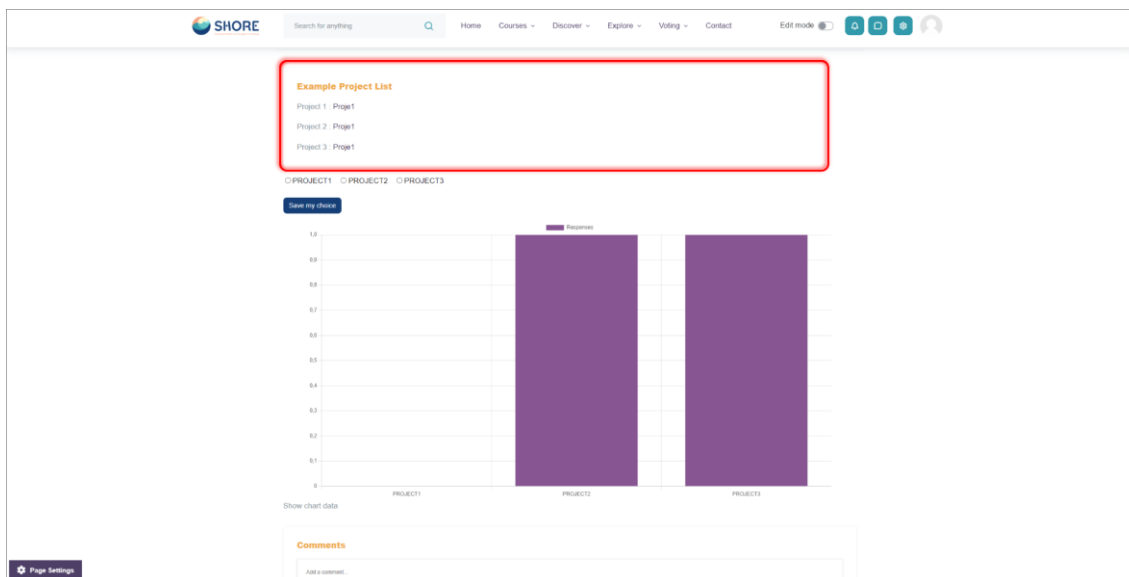 SHORE
Search for anything
Home Courses Discover Explore Voting Contact
Edit mode
Example Project List
Project 1 : Proje1
Project 2 : Proje1
Project 3 : Proje1
PROJECT1 PROJECT2 PROJECT3
Save my choice
Responses
1,0
0,9
0,8
0,7
0,6
0,5
0,4
0,3
0,2
0,1
0
PROJECT1 PROJECT2 PROJECT3
Show chart data
Comments
Add a comment...
Page Settings